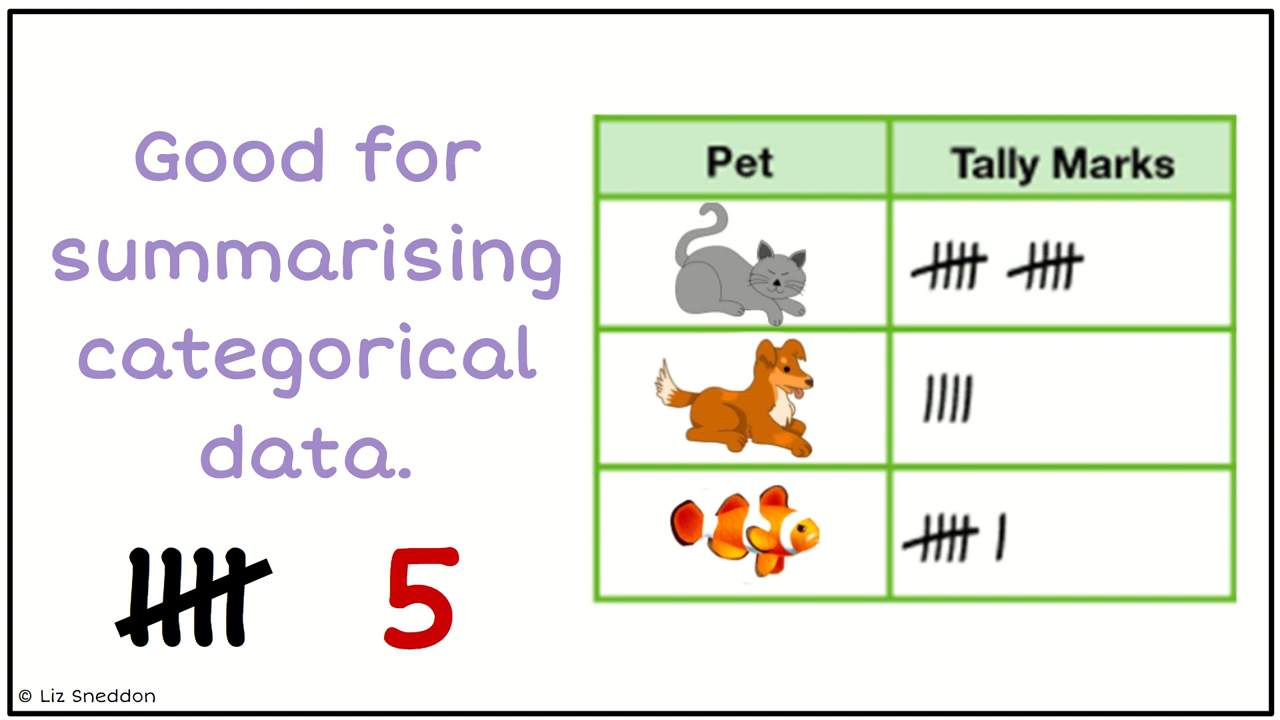 Good for
summarising
categorical
data.
5
Pet
Tally Marks
© Liz Sneddon